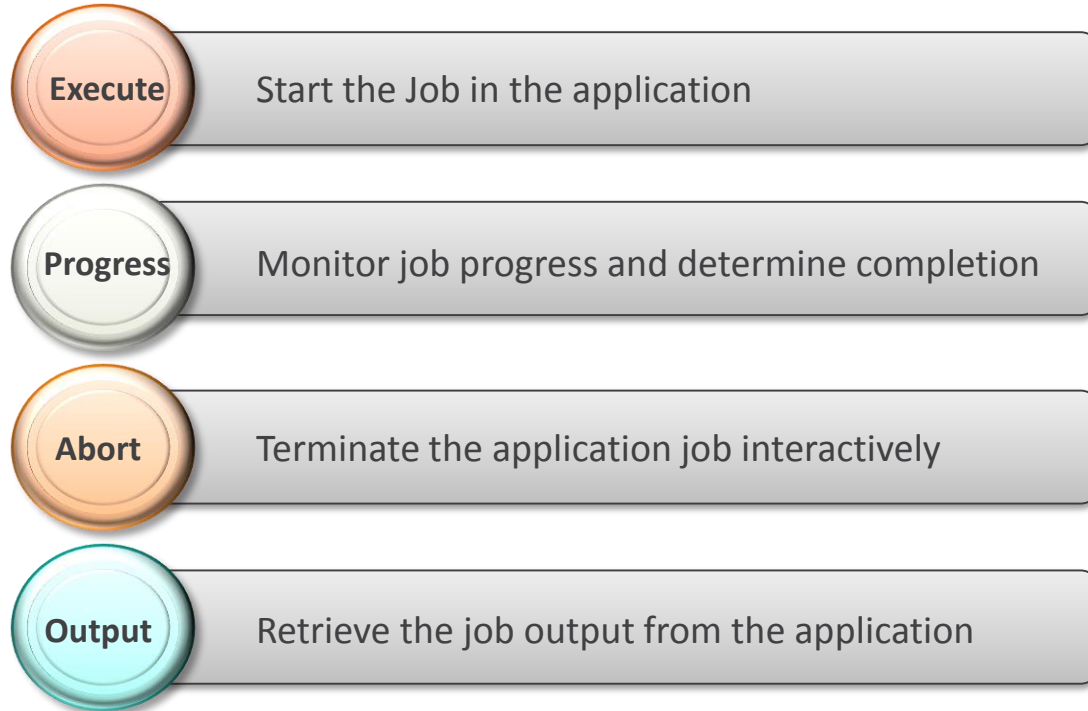 Execute
Start the Job in the application
Progress
Monitor job progress and determine completion
Abort
Terminate the application job interactively
Output
Retrieve the job output from the application